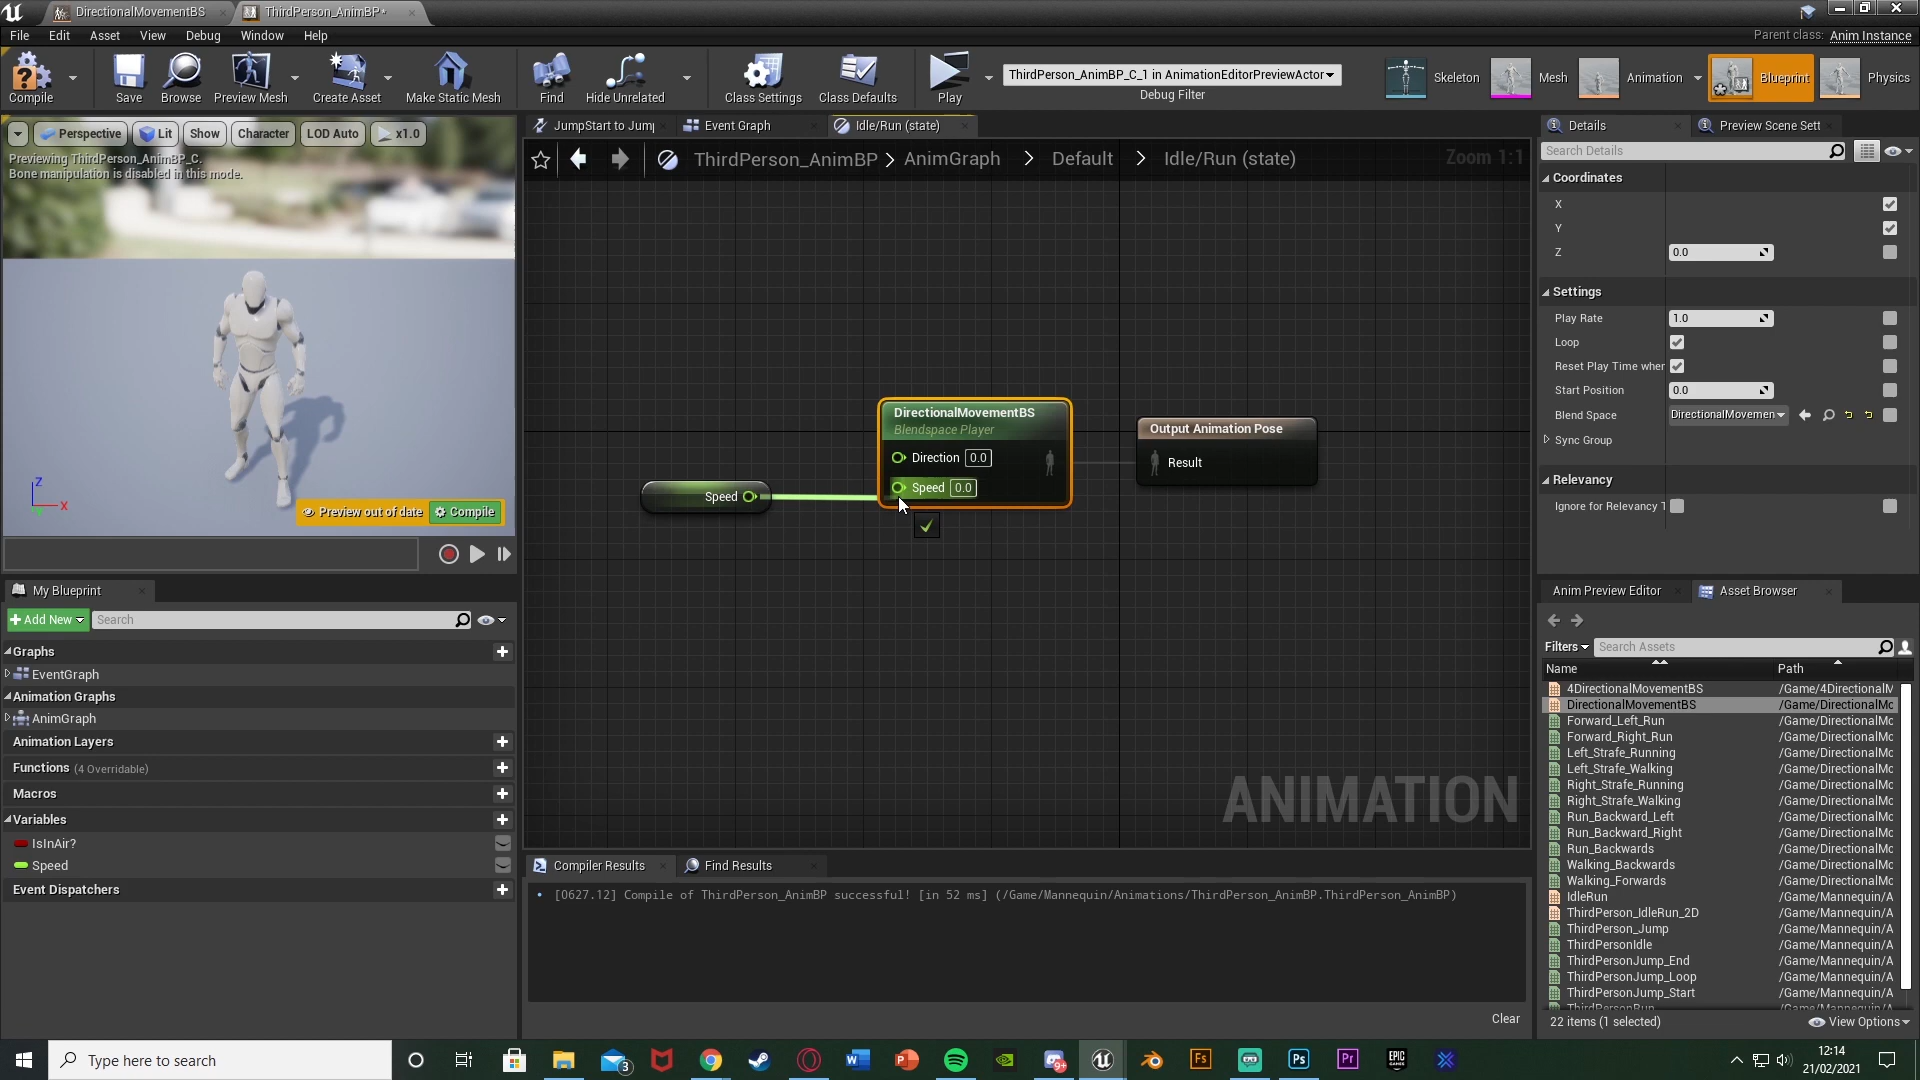 DirectionalMovementBS
ThirdPerson_AnimBP*
File Edit Asset View Debug Window Help
Parent class: Anim Instance
Compile
Save
Browse
Preview Mesh
Create Asset
Make Static Mesh
Find
Hide Unrelated
Class Settings
Class Defaults
Play
ThirdPerson_AnimBP_C_1 in AnimationEditorPreviewActor
Debug Filter
Skeleton
Mesh
Animation
Blueprint
Physics
Perspective
Lit
Show
Character
LOD Auto
x1.0
Previewing ThirdPerson_AnimBP_C.
Bone manipulation is disabled in this mode.
Z
X
Preview out of date
Compile
JumpStart to Jump
Event Graph
Idle/Run (state)
ThirdPerson_AnimBP > AnimGraph > Default > Idle/Run (state)
Zoom 1:1
DirectionalMovementBS
Blendspace Player
Direction 0.0
Speed 0.0
Speed
Output Animation Pose
Result
ANIMATION
My Blueprint
Add New
Search
Graphs
EventGraph
Animation Graphs
AnimGraph
Animation Layers
Functions (4 Overridable)
Macros
Variables
IsInAir?
Speed
Event Dispatchers
Compiler Results
Find Results
[0627.12] Compile of ThirdPerson_AnimBP successful! [in 52 ms] (/Game/Mannequin/Animations/ThirdPerson_AnimBP.ThirdPerson_AnimBP)
Clear
Details
Preview Scene Sett
Search Details
Coordinates
X
Y
Z 0.0
Settings
Play Rate 1.0
Loop
Reset Play Time wher
Start Position 0.0
Blend Space DirectionalMovemen
Sync Group
Relevancy
Ignore for Relevancy T
Anim Preview Editor
Asset Browser
Filters
Search Assets
Name Path
4DirectionalMovementBS /Game/4DirectionalM
DirectionalMovementBS /Game/DirectionalMc
Forward_Left_Run /Game/DirectionalMc
Forward_Right_Run /Game/DirectionalMc
Left_Strafe_Running /Game/DirectionalMc
Left_Strafe_Walking /Game/DirectionalMc
Right_Strafe_Running /Game/DirectionalMc
Right_Strafe_Walking /Game/DirectionalMc
Run_Backward_Left /Game/DirectionalMc
Run_Backward_Right /Game/DirectionalMc
Run_Backwards /Game/DirectionalMc
Walking_Backwards /Game/DirectionalMc
Walking_Forwards /Game/DirectionalMc
IdleRun /Game/Mannequin/A
ThirdPerson_IdleRun_2D /Game/Mannequin/A
ThirdPerson_Jump /Game/Mannequin/A
ThirdPersonIdle /Game/Mannequin/A
ThirdPersonJump_End /Game/Mannequin/A
ThirdPersonJump_Loop /Game/Mannequin/A
ThirdPersonJump_Start /Game/Mannequin/A
22 items (1 selected)
View Options
Type here to search
3
9+
12:14
21/02/2021